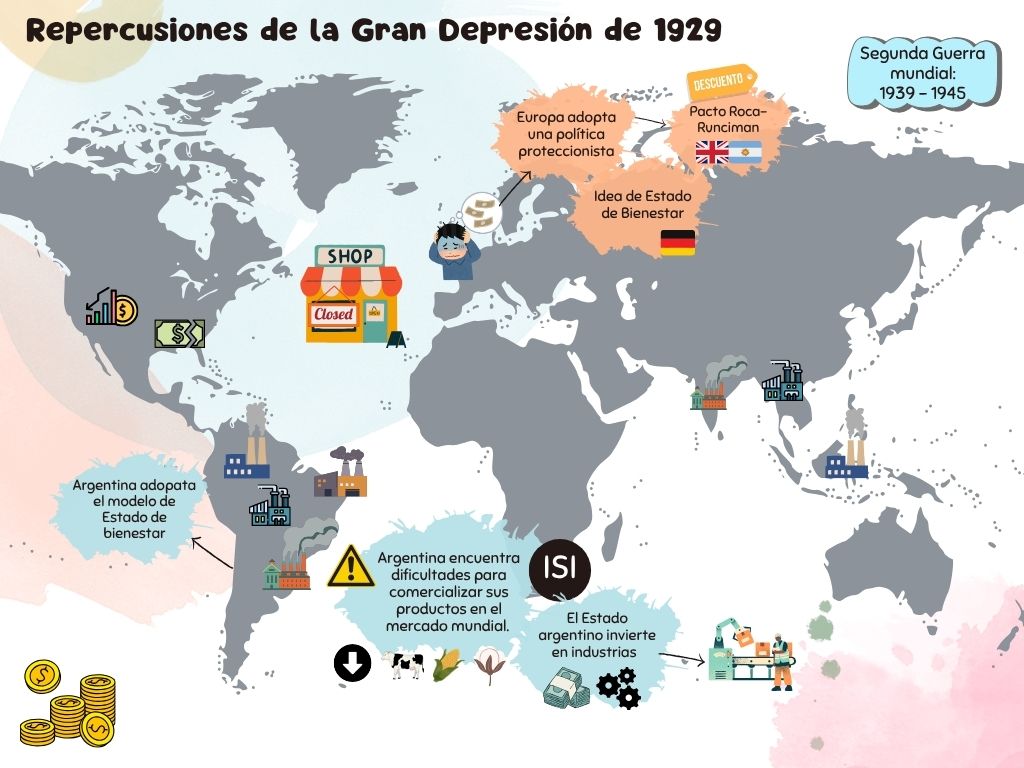 Repercusiones de la Gran Depresión de 1929
Segunda Guerra
mundial:
1939 - 1945
DESCUENTO
Pacto Roca-
Runciman
Europa adopta
una política
proteccionista
Idea de Estado
de Bienestar
SHOP
Closed
Argentina adopata
el modelo de
Estado de
bienestar
Argentina encuentra
dificultades para
comercializar sus
productos en el
mercado mundial.
ISI
El Estado
argentino invierte
en industrias